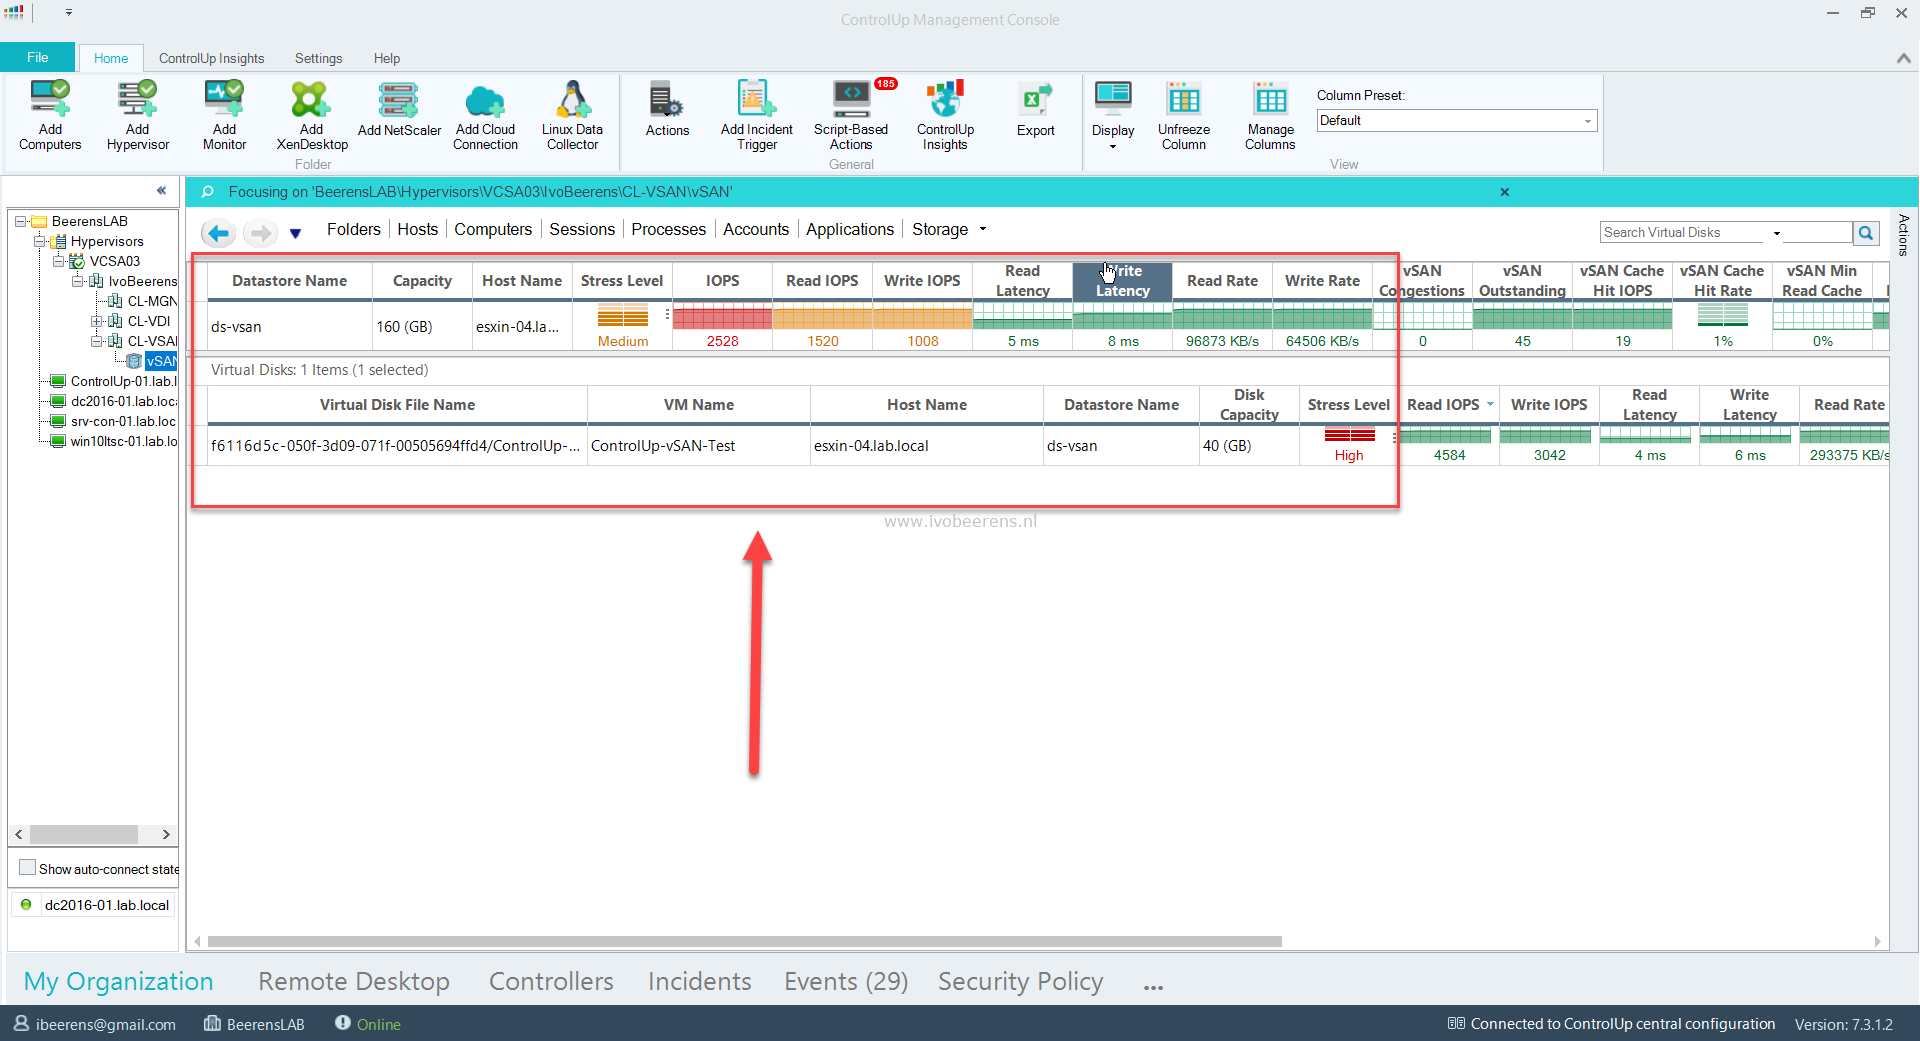 ControlUp Management Console
File Home ControlUp Insights Settings Help
Add Computers
Add Hypervisor
Add Monitor
Add XenDesktop
Add NetScaler
Add Cloud Connection
Linux Data Collector
Folder
Actions
Add Incident Trigger
Script-Based Actions
185
ControlUp Insights
Export
General
Display
Unfreeze Column
Manage Columns
Column Preset:
Default
View
Focusing on 'BeerensLAB\Hypervisors\VCSA03\IvoBeerens\CL-VSAN\vSAN'
BeerensLAB
Hypervisors
VCSA03
IvoBeerens
CL-MGN
CL-VDI
CL-VSAN
vSAN
ControlUp-01.lab.l
dc2016-01.lab.loca
srv-con-01.lab.loc
win10ltsc-01.lab.lo
Show auto-connect state
dc2016-01.lab.local
Folders Hosts Computers Sessions Processes Accounts Applications Storage
Search Virtual Disks
Actions
Datastore Name Capacity Host Name Stress Level IOPS Read IOPS Write IOPS Read Latency Write Latency Read Rate Write Rate vSAN Congestions vSAN Outstanding vSAN Cache Hit IOPS vSAN Cache Hit Rate vSAN Min Read Cache
ds-vsan 160 (GB) esxin-04.la... Medium 2528 1520 1008 5 ms 8 ms 96873 KB/s 64506 KB/s 0 45 19 1% 0%
Virtual Disks: 1 Items (1 selected)
Virtual Disk File Name VM Name Host Name Datastore Name Disk Capacity Stress Level Read IOPS Write IOPS Read Latency Write Latency Read Rate
f6116d5c-050f-3d09-071f-00505694ffd4/ControlUp-... ControlUp-vSAN-Test esxin-04.lab.local ds-vsan 40 (GB) High 4584 3042 4 ms 6 ms 293375 KB/s
www.ivobeerens.nl
My Organization Remote Desktop Controllers Incidents Events (29) Security Policy ...
ibeerens@gmail.com BeerensLAB Online Connected to ControlUp central configuration Version: 7.3.1.2